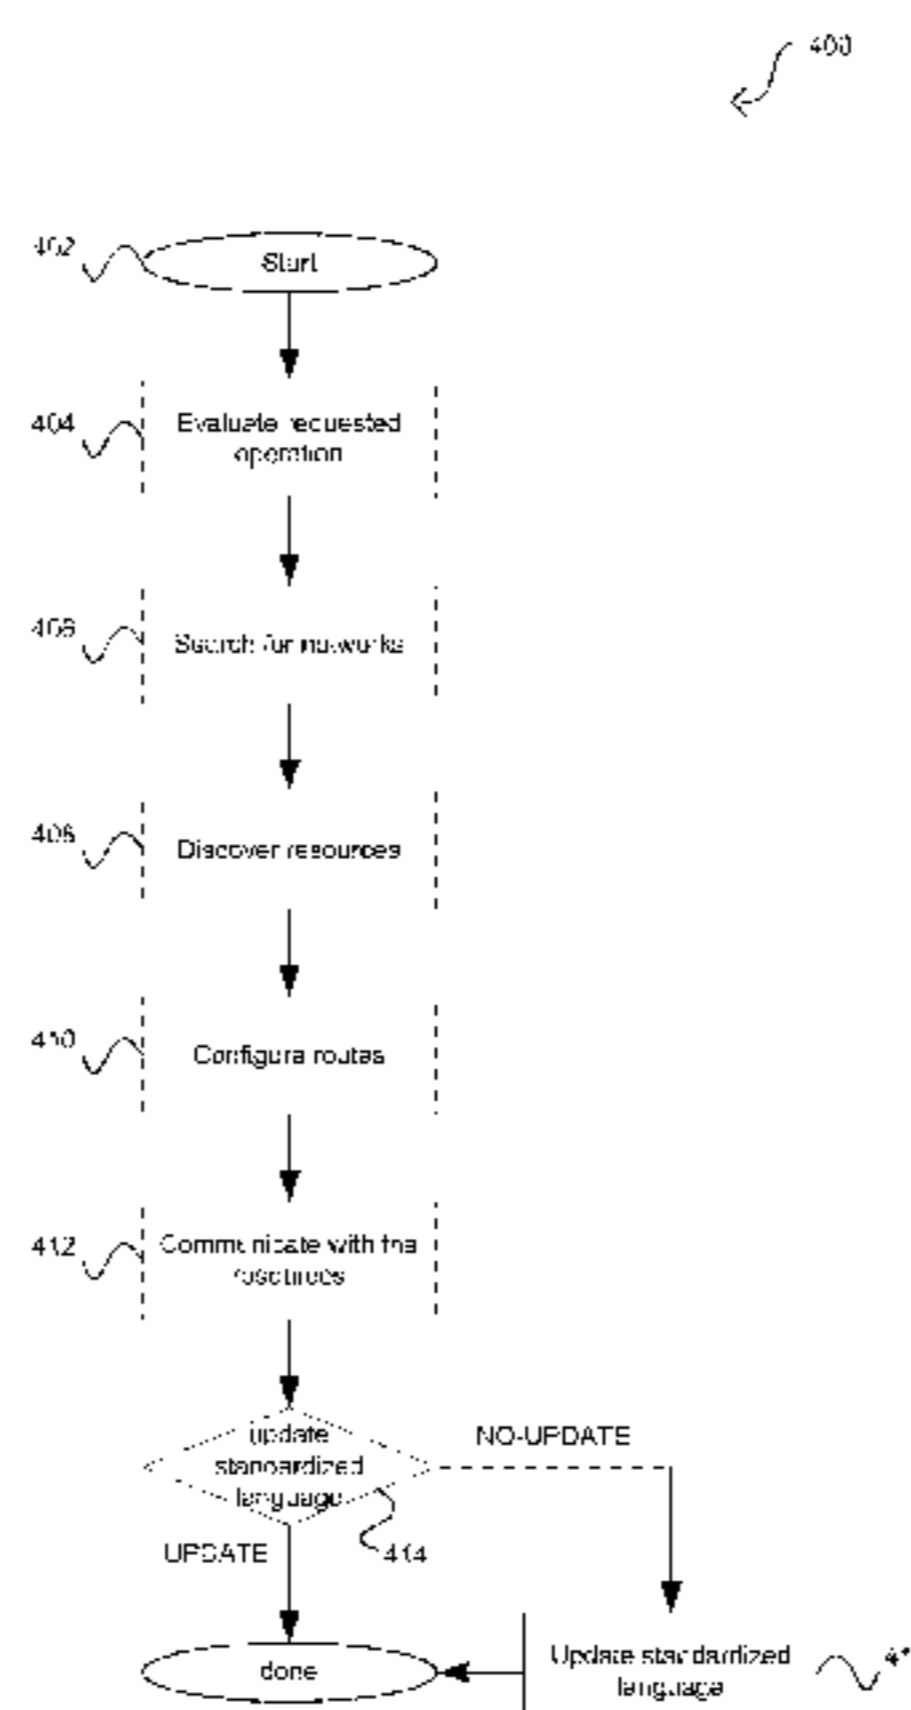 400
402
Start
404
Evaluate requested
operation
406
Search for networks
408
Discover resources
410
Configure routes
412
Communicate with the
resources
update
standardized
language
NO-UPDATE
UPDATE
414
done
Update standardized
language